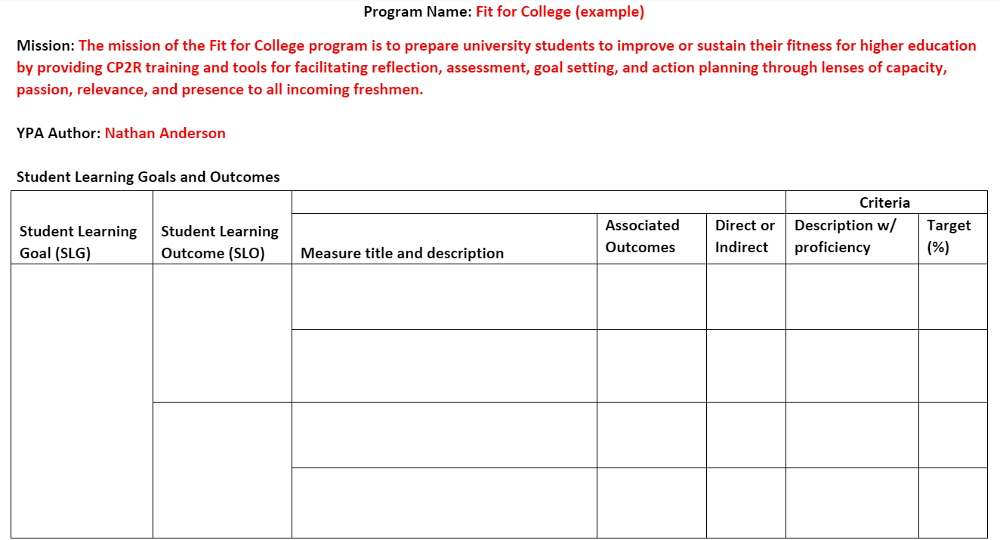 Program Name: Fit for College (example)
Mission: The mission of the Fit for College program is to prepare university students to improve or sustain their fitness for higher education
by providing CP2R training and tools for facilitating reflection, assessment, goal setting, and action planning through lenses of capacity,
passion, relevance, and presence to all incoming freshmen.
YPA Author: Nathan Anderson
Student Learning Goals and Outcomes
Criteria
Student Learning
Goal (SLG)
Student Learning
Outcome (SLO)
Measure title and description
Associated
Outcomes
Direct or
Indirect
Description w/
proficiency
Target
(%)